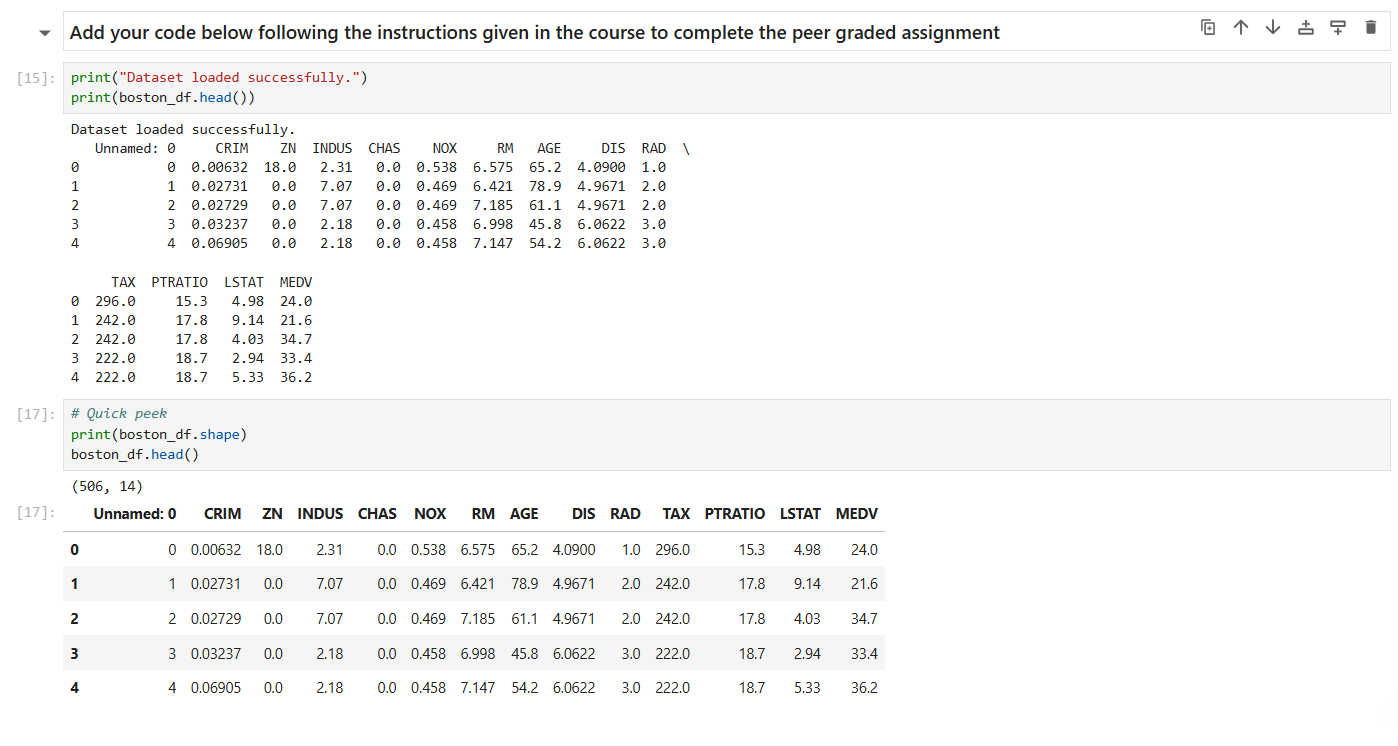 Add your code below following the instructions given in the course to complete the peer graded assignment
[15]: print("Dataset loaded successfully.")
print(boston_df.head())
Dataset loaded successfully.
Unnamed: 0 CRIM ZN INDUS CHAS NOX RM AGE DIS RAD \
0 0 0.00632 18.0 2.31 0.0 0.538 6.575 65.2 4.0900 1.0
1 1 0.02731 0.0 7.07 0.0 0.469 6.421 78.9 4.9671 2.0
2 2 0.02729 0.0 7.07 0.0 0.469 7.185 61.1 4.9671 2.0
3 3 0.03237 0.0 2.18 0.0 0.458 6.998 45.8 6.0622 3.0
4 4 0.06905 0.0 2.18 0.0 0.458 7.147 54.2 6.0622 3.0
TAX PTRATIO LSTAT MEDV
0 296.0 15.3 4.98 24.0
1 242.0 17.8 9.14 21.6
2 242.0 17.8 4.03 34.7
3 222.0 18.7 2.94 33.4
4 222.0 18.7 5.33 36.2
[17]: # Quick peek
print(boston_df.shape)
boston_df.head()
(506, 14)
[17]: Unnamed: 0 CRIM ZN INDUS CHAS NOX RM AGE DIS RAD TAX PTRATIO LSTAT MEDV
0 0 0.00632 18.0 2.31 0.0 0.538 6.575 65.2 4.0900 1.0 296.0 15.3 4.98 24.0
1 1 0.02731 0.0 7.07 0.0 0.469 6.421 78.9 4.9671 2.0 242.0 17.8 9.14 21.6
2 2 0.02729 0.0 7.07 0.0 0.469 7.185 61.1 4.9671 2.0 242.0 17.8 4.03 34.7
3 3 0.03237 0.0 2.18 0.0 0.458 6.998 45.8 6.0622 3.0 222.0 18.7 2.94 33.4
4 4 0.06905 0.0 2.18 0.0 0.458 7.147 54.2 6.0622 3.0 222.0 18.7 5.33 36.2